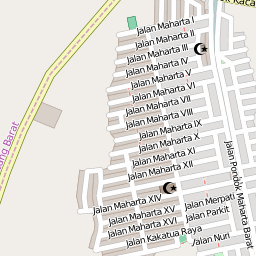 Kaca
Jalan Maharta I
Jalan Maharta II
Jalan Maharta III
Jalan Maharta IV
Jalan Maharta V
Jalan Maharta VI
Jalan Maharta VII
Jalan Maharta VIII
Jalan Maharta IX
Jalan Maharta X
Jalan Maharta XI
Jalan Maharta XII
Barat
Jalan Pondok Maharta Barat
Jalan Maharta XIV
Jalan Merpati
Jalan Maharta XV
Jalan Parkit
Jalan Maharta XVI
Jalan Kakatua Raya
Jalan Nuri